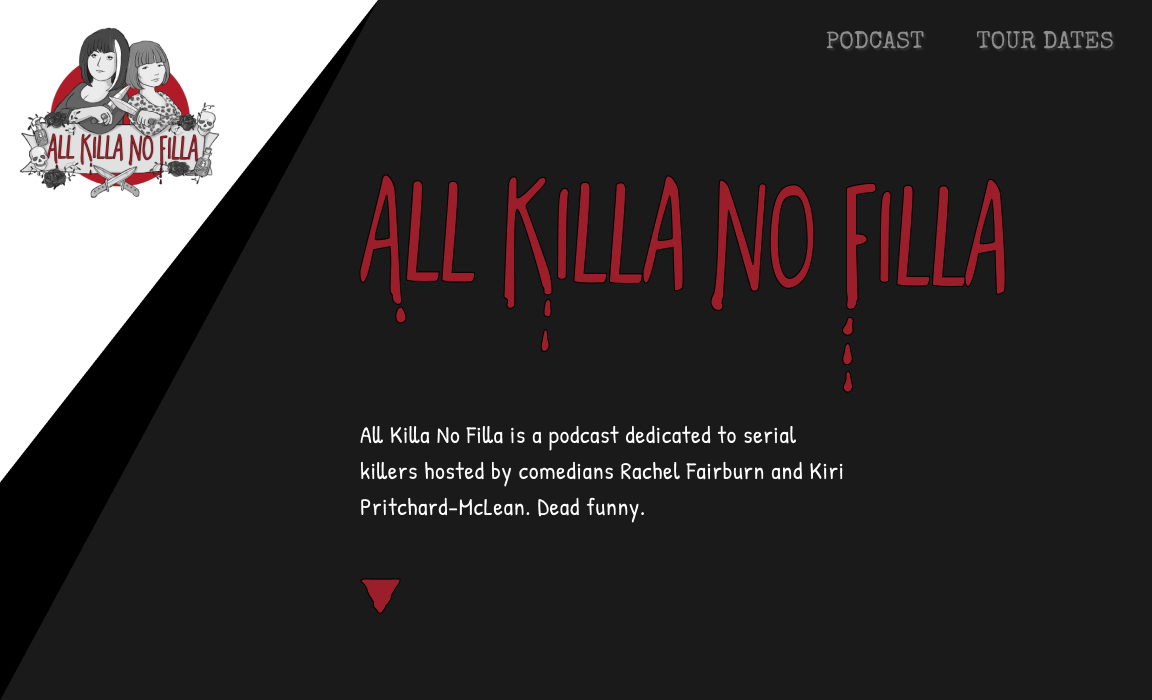 ALL KILLA NO FILLA
PODCAST
TOUR DATES
ALL KILLA NO FILLA
All Killa No Filla is a podcast dedicated to serial
killers hosted by comedians Rachel Fairburn and Kiri
Pritchard-McLean. Dead funny.